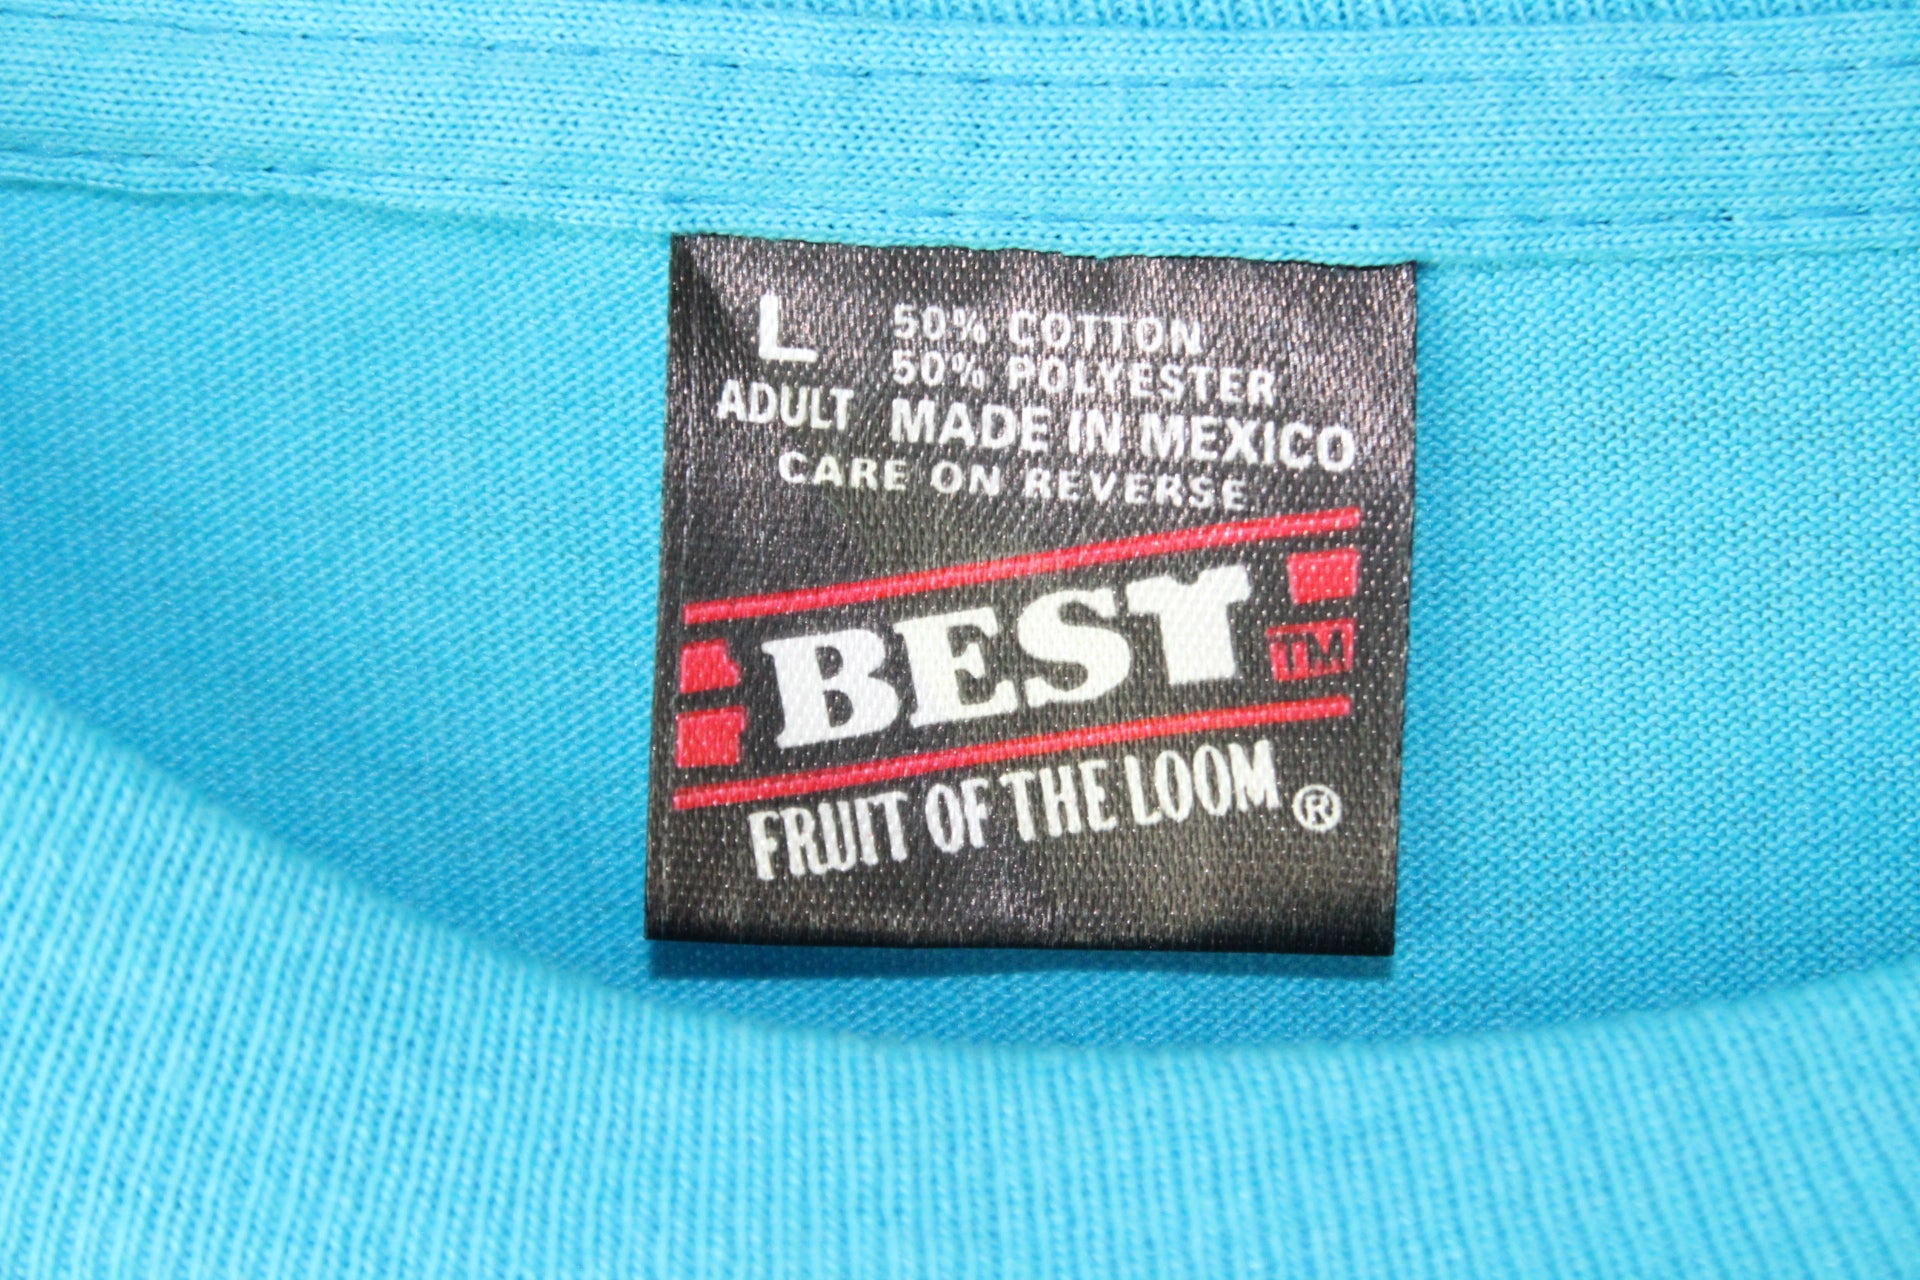 L 50% COTTON
50% POLYESTER
ADULT MADE IN MEXICO
CARE ON REVERSE
BEST TM
FRUIT OF THE LOOM ®